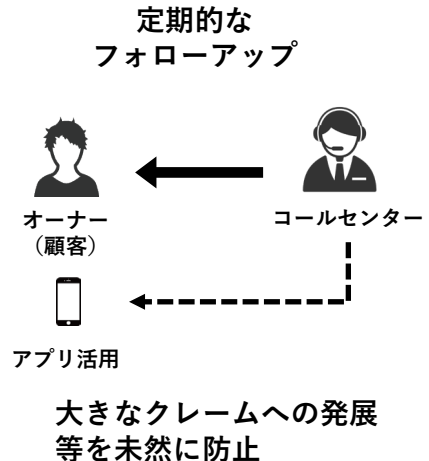 定期的な
フォローアップ
オーナー
（顧客）
コールセンター
アプリ活用
大きなクレームへの発展
等を未然に防止